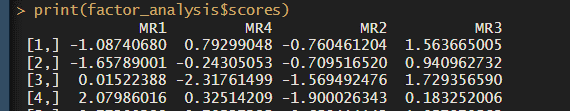 > print(factor_analysis$scores)
MR1 MR4 MR2 MR3
[1,] -1.08740680 0.79299048 -0.760461204 1.563665005
[2,] -1.65789001 -0.24305053 -0.709516520 0.940962732
[3,] 0.01522388 -2.31761499 -1.569492476 1.729356590
[4,] 2.07986016 0.32514209 -1.900026343 0.183252006